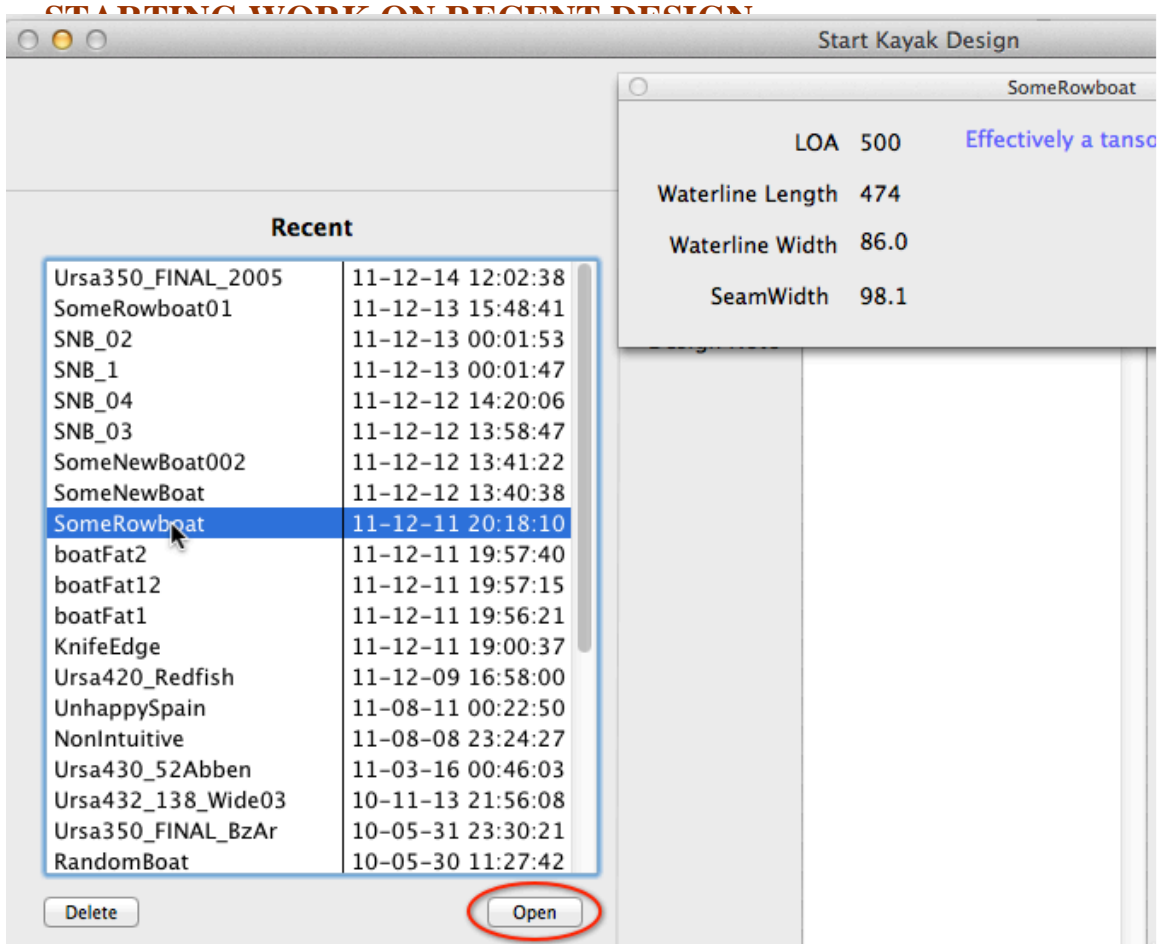 STARTING WORK ON RECENT DESIGN
Start Kayak Design
SomeRowboat
LOA 500 Effectively a tanso
Waterline Length 474
Waterline Width 86.0
SeamWidth 98.1
Recent
Ursa350_FINAL_2005 11-12-14 12:02:38
SomeRowboat01 11-12-13 15:48:41
SNB_02 11-12-13 00:01:53
SNB_1 11-12-13 00:01:47
SNB_04 11-12-12 14:20:06
SNB_03 11-12-12 13:58:47
SomeNewBoat002 11-12-12 13:41:22
SomeNewBoat 11-12-12 13:40:38
SomeRowboat 11-12-11 20:18:10
boatFat2 11-12-11 19:57:40
boatFat12 11-12-11 19:57:15
boatFat1 11-12-11 19:56:21
KnifeEdge 11-12-11 19:00:37
Ursa420_Redfish 11-12-09 16:58:00
UnhappySpain 11-08-11 00:22:50
NonIntuitive 11-08-08 23:24:27
Ursa430_52Abben 11-03-16 00:46:03
Ursa432_138_Wide03 10-11-13 21:56:08
Ursa350_FINAL_BzAr 10-05-31 23:30:21
RandomBoat 10-05-30 11:27:42
Delete Open